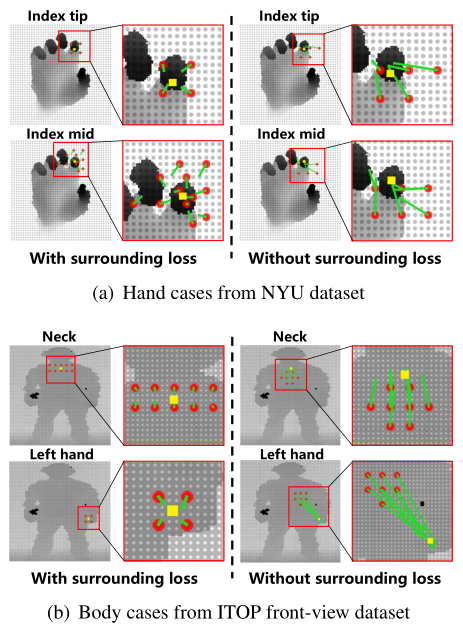 Index tip
Index tip
Index mid
Index mid
With surrounding loss
Without surrounding loss
(a) Hand cases from NYU dataset
Neck
Neck
Left hand
Left hand
With surrounding loss
Without surrounding loss
(b) Body cases from ITOP front-view dataset